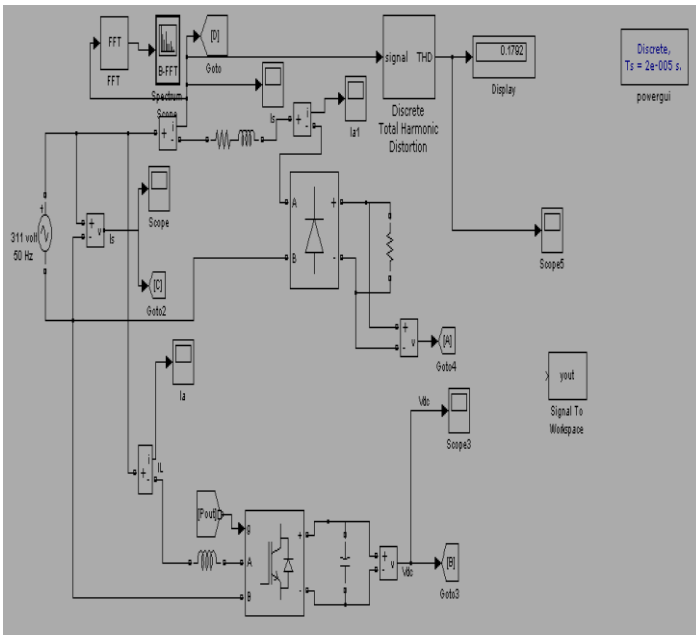 FFT
FFT
B-FFT
Spectrum
Scope
[D]
Goto
signal THD
Discrete
Total Harmonic
Distortion
0.1792
Display
Discrete,
Ts = 2e-005 s.
powergui
+ i
-
Is
+ i
-
Ia1
311 volt
50 Hz
+
+
- v
Is
Scope
[C]
Goto2
A +
B -
+
- v
[A]
Goto4
Scope5
yout
Signal To
Workspace
Ia
i
+
-
IL
[Pout]
g
A
B
+
-
+
- v
Vdc
Vdc
Scope3
[B]
Goto3